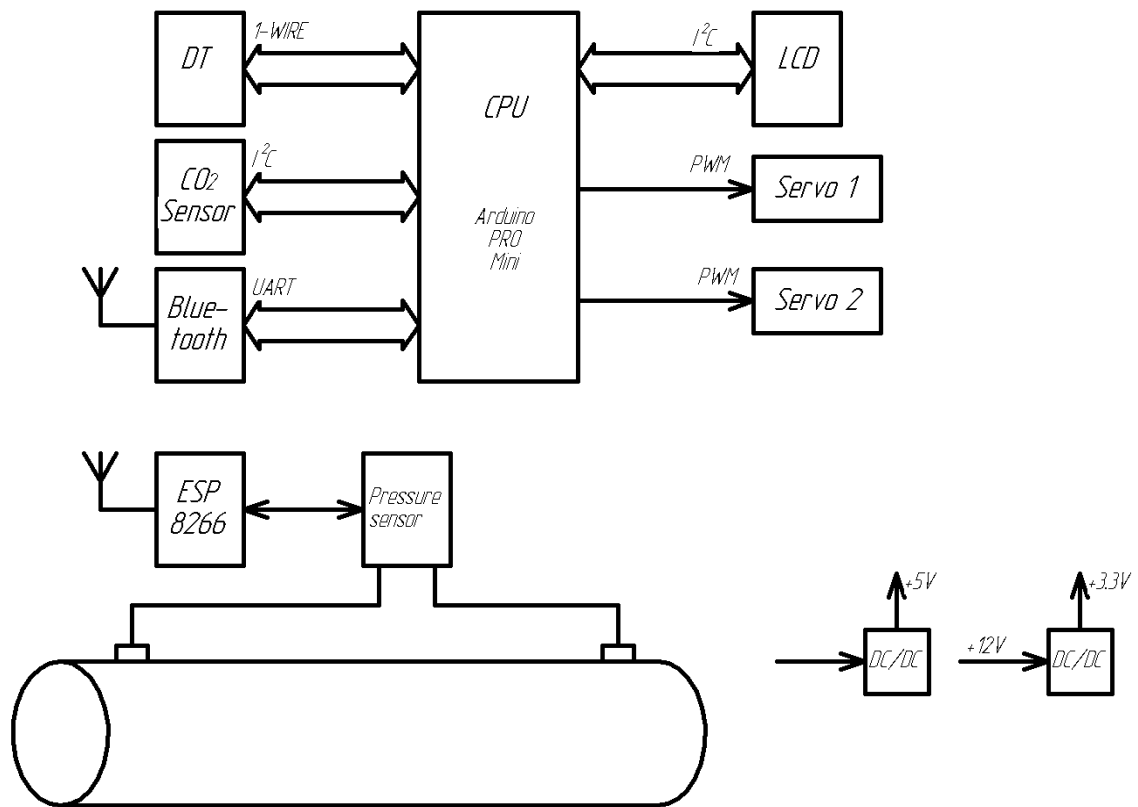 DT
1-WIRE
CPU
I²C
LCD
CO₂
Sensor
I²C
Arduino
PRO
Mini
PWM
Servo 1
Blue-
tooth
UART
PWM
Servo 2
ESP
8266
Pressure
sensor
+5V
DC/DC
+12V
+3.3V
DC/DC